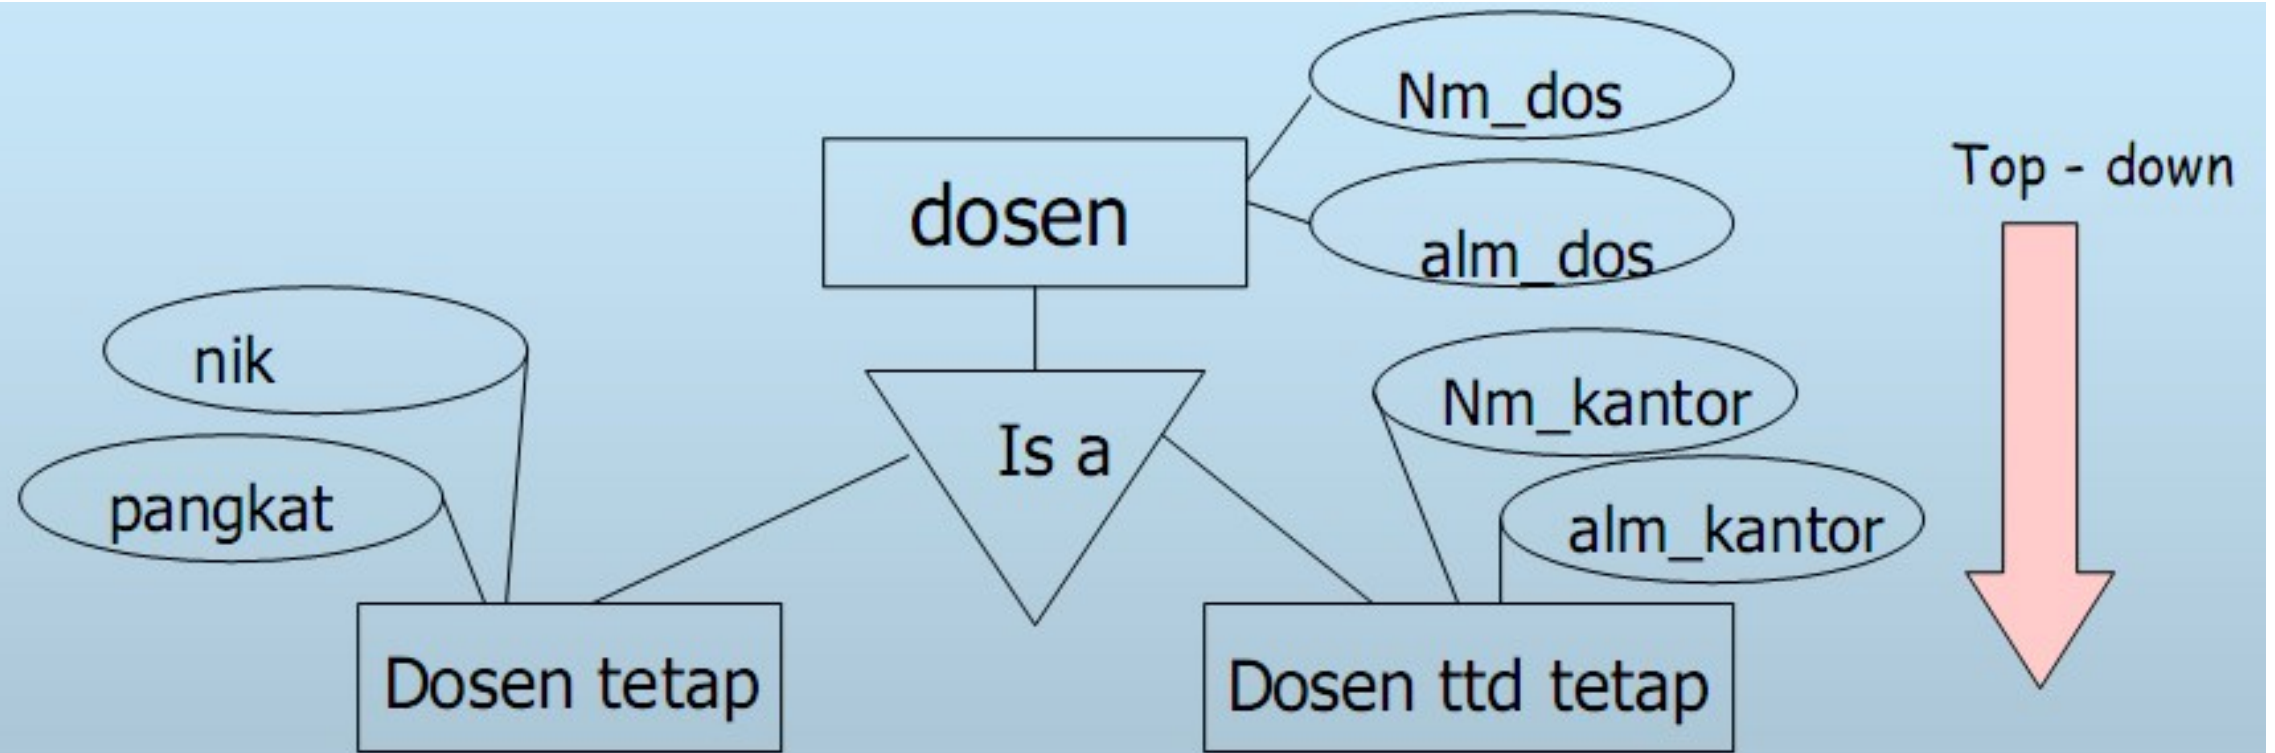 Nm_dos
dosen
alm_dos
Top - down
nik
pangkat
Is a
Nm_kantor
alm_kantor
Dosen tetap
Dosen ttd tetap